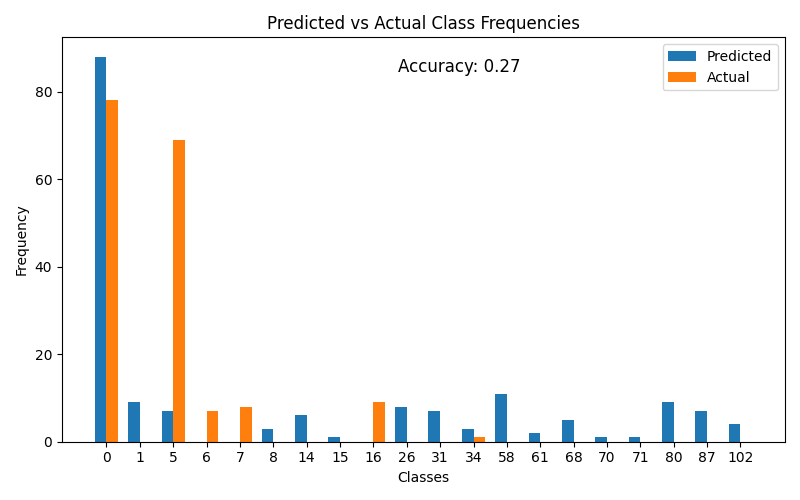 Predicted vs Actual Class Frequencies
Accuracy: 0.27
Predicted
Actual
80
60
40
20
0
Frequency
0 1 5 6 7 8 14 15 16 26 31 34 58 61 68 70 71 80 87 102
Classes